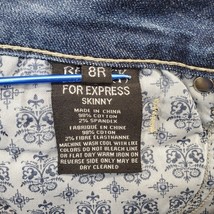 8R
FOR EXPRESS
SKINNY
MADE IN CHINA
98% COTTON
2% SPANDEX
FABRIQUÉ EN CHINE
98% COTON
2% FIBRE ÉLASTHANNE
MACHINE WASH COOL WITH LIKE
COLORS DO NOT BLEACH LINE
OR FLAT DRY WARM IRON ON
REVERSE SIDE ONLY MAY BE
DRY CLEANED